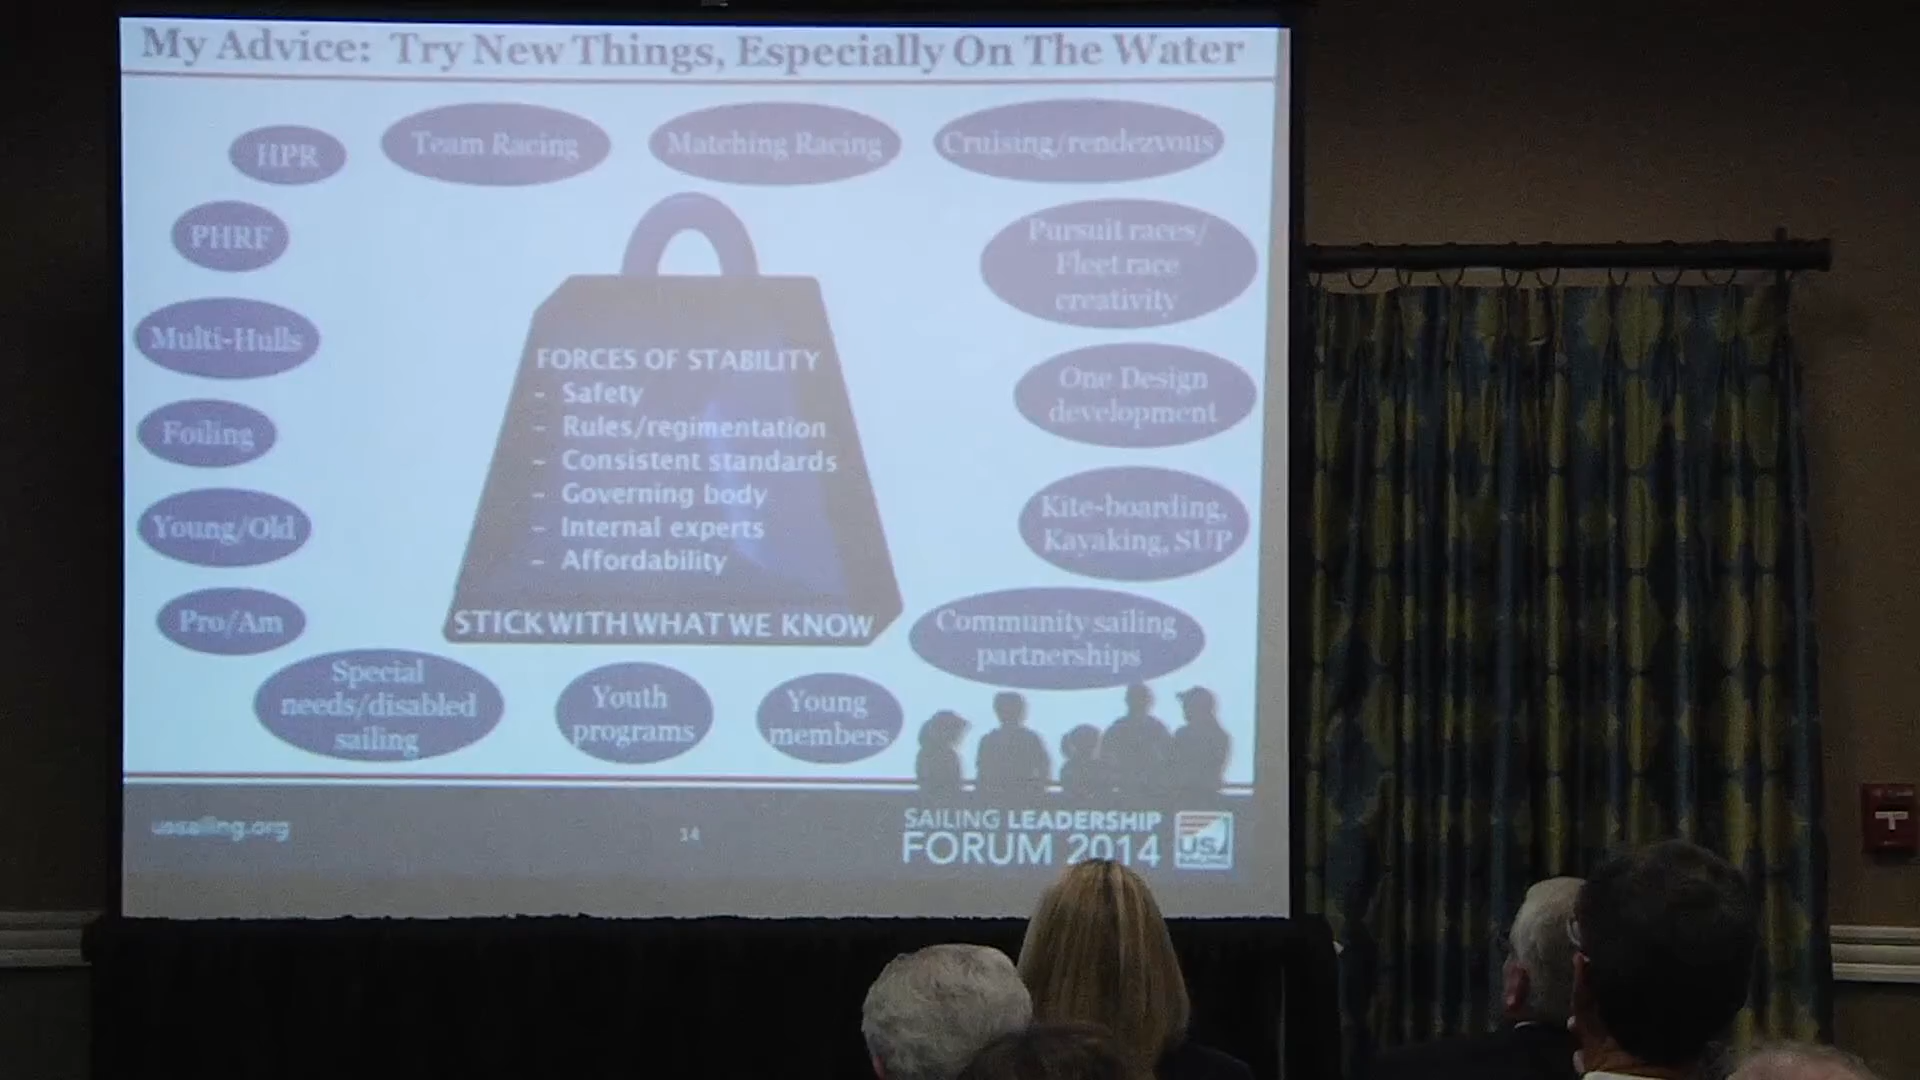 My Advice: Try New Things, Especially On The Water
HPR
Team Racing
Matching Racing
Cruising/rendezvous
PHRF
Pursuit races/
Fleet race
creativity
Multi-Hulls
FORCES OF STABILITY
- Safety
- Rules/regimentation
- Consistent standards
- Governing body
- Internal experts
- Affordability
STICK WITH WHAT WE KNOW
One Design
development
Foiling
Kite-boarding,
Kayaking, SUP
Young/Old
Pro/Am
Community sailing
partnerships
Special
needs/disabled
sailing
Youth
programs
Young
members
ussailing.org
14
SAILING LEADERSHIP
FORUM 2014
US
SAILING